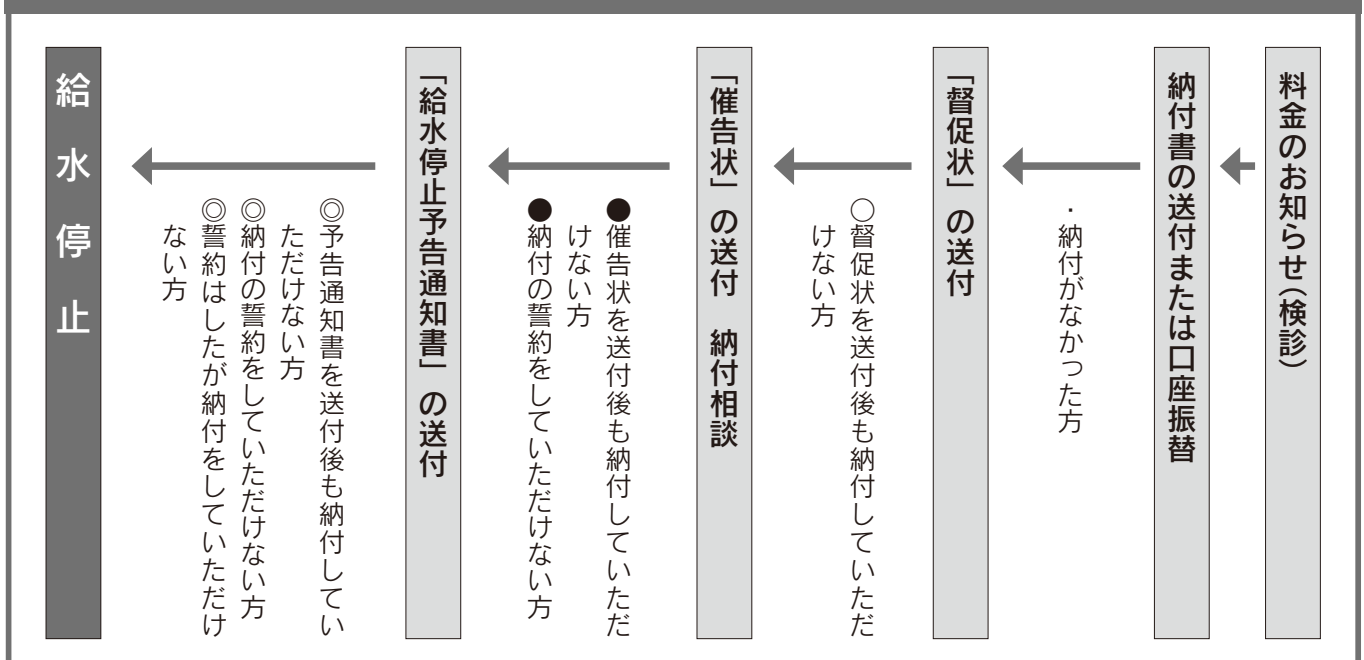 料金のお知らせ（検診）
納付書の送付または口座振替
・納付がなかった方
「督促状」の送付
○督促状を送付後も納付していただ
けない方
「催告状」の送付　納付相談
●催告状を送付後も納付していただ
けない方
●納付の誓約をしていただけない方
「給水停止予告通知書」の送付
◎予告通知書を送付後も納付してい
ただけない方
◎納付の誓約をしていただけない方
◎誓約はしたが納付をしていただけ
ない方
給水停止